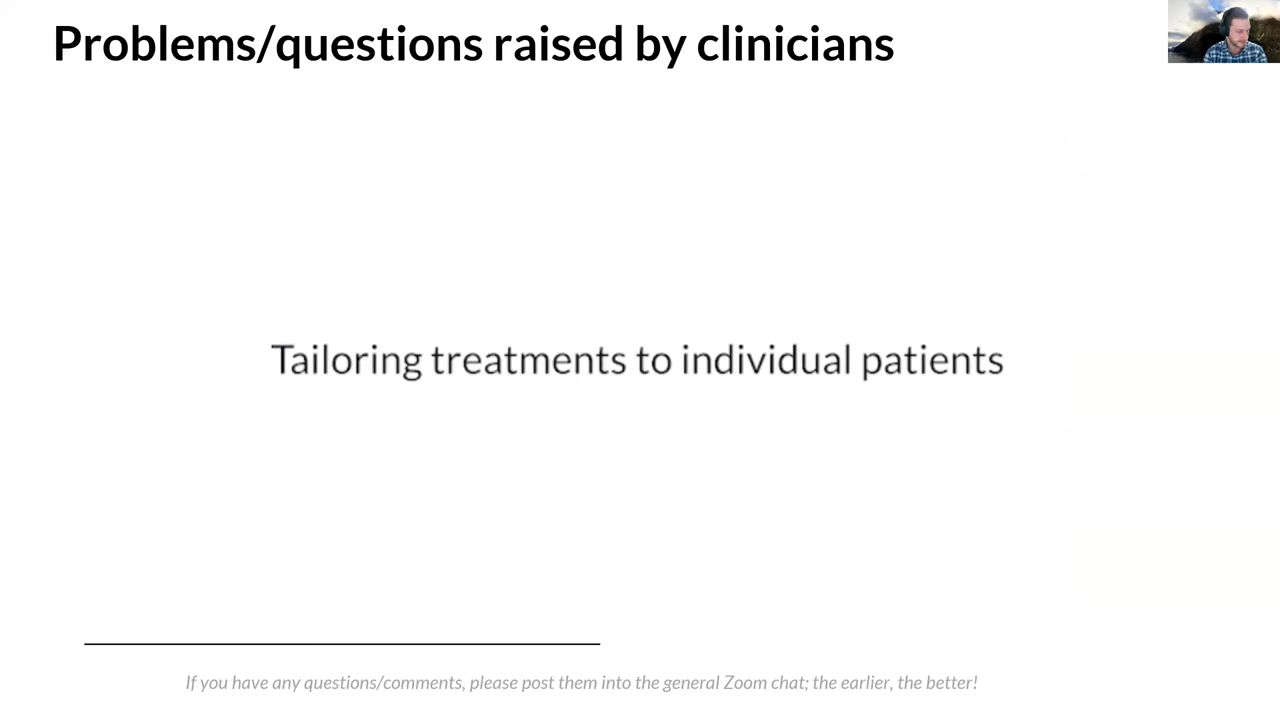 Problems/questions raised by clinicians
Tailoring treatments to individual patients
If you have any questions/comments, please post them into the general Zoom chat; the earlier, the better!